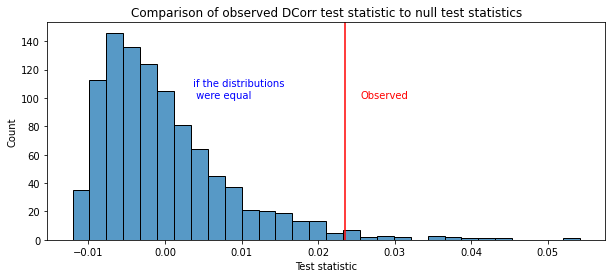 Comparison of observed DCorr test statistic to null test statistics
140
120
100
80
60
40
20
0
Count
if the distributions
were equal
Observed
−0.01
0.00
0.01
0.02
0.03
0.04
0.05
Test statistic